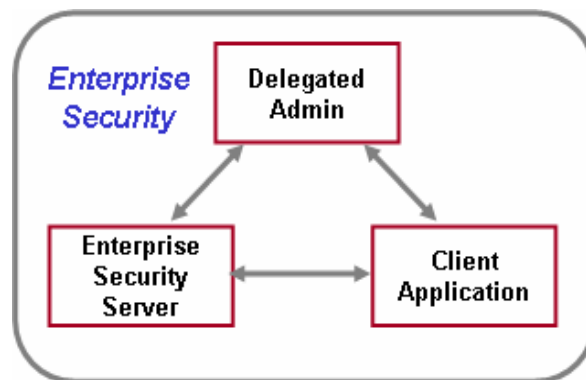 Enterprise
Security
Delegated
Admin
Enterprise
Security
Server
Client
Application